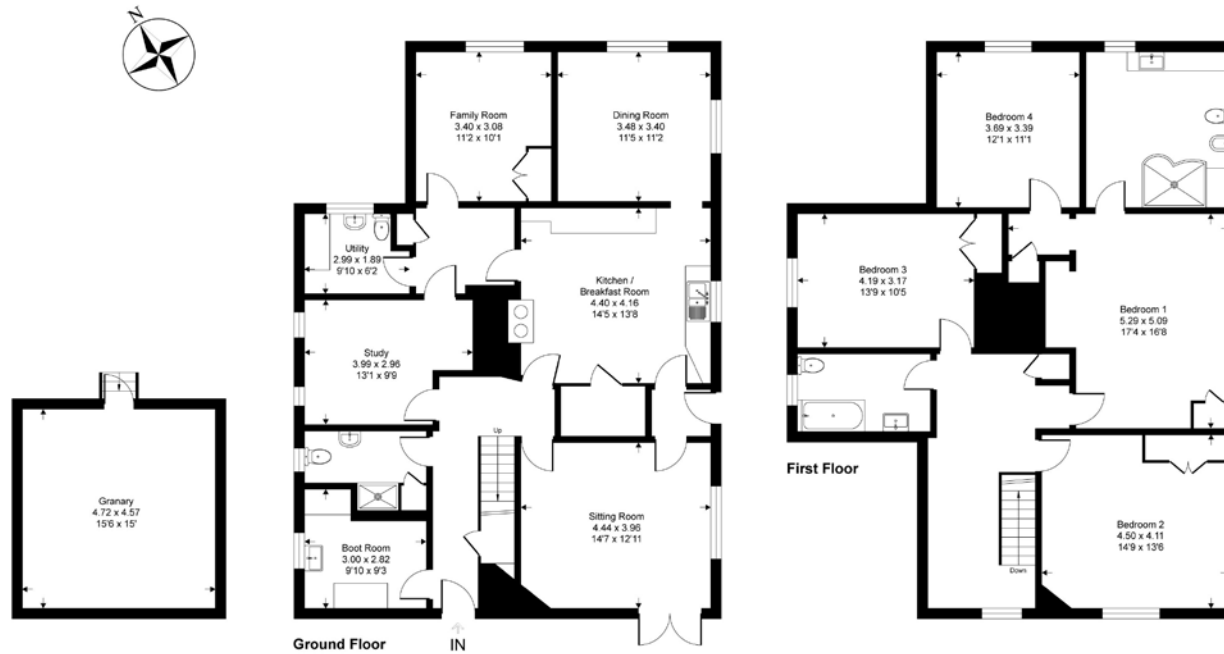 N
Granary
4.72 x 4.57
15'6 x 15'
Family Room
3.40 x 3.08
11'2 x 10'1
Dining Room
3.48 x 3.40
11'5 x 11'2
Utility
2.99 x 1.89
9'10 x 6'2
Kitchen /
Breakfast Room
4.40 x 4.16
14'5 x 13'8
Study
3.99 x 2.96
13'1 x 9'9
Up
Sitting Room
4.44 x 3.96
14'7 x 12'11
Boot Room
3.00 x 2.82
9'10 x 9'3
Ground Floor
IN
Bedroom 4
3.69 x 3.39
12'1 x 11'1
Bedroom 3
4.19 x 3.17
13'9 x 10'5
Bedroom 1
5.29 x 5.09
17'4 x 16'8
First Floor
Bedroom 2
4.50 x 4.11
14'9 x 13'6
Down